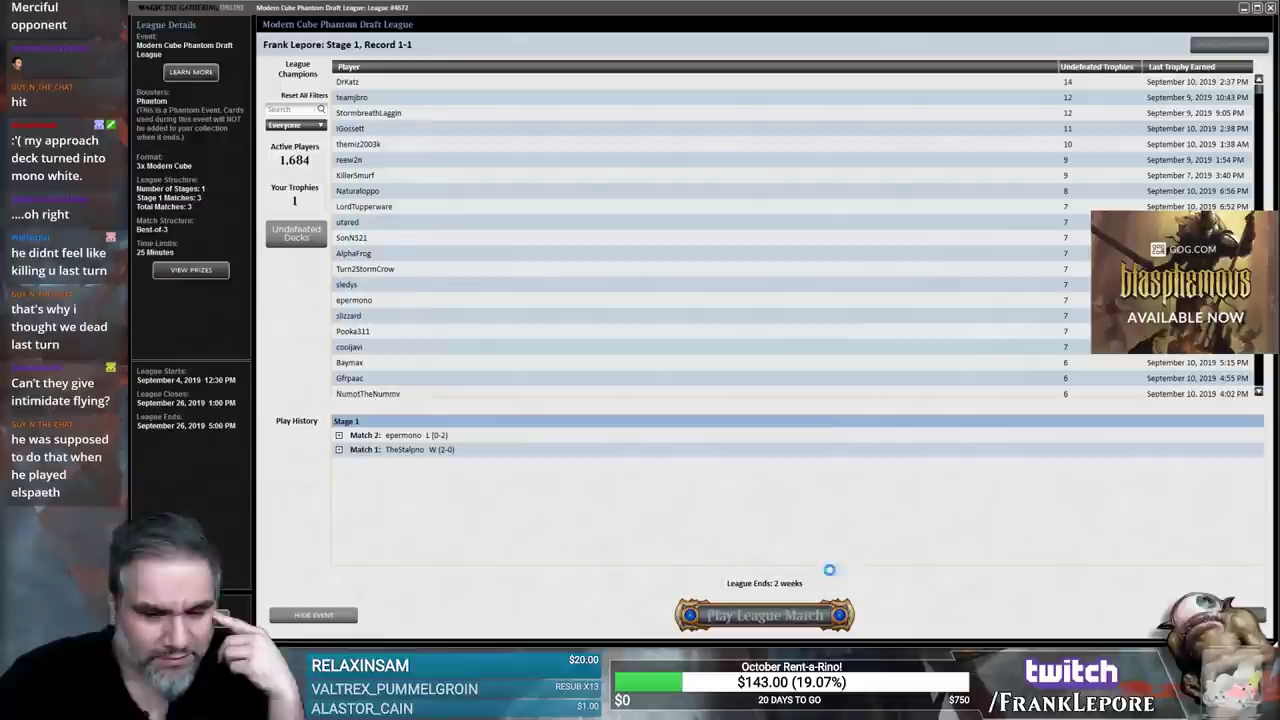 Merciful
opponent
GUY_N_THE_CHAT
hit
:'( my approach
deck turned into
mono white.
....oh right
he didnt feel like
killing u last turn
that's why i
thought we dead
last turn
Can't they give
intimidate flying?
GUY_N_THE_CHAT
he was supposed
to do that when
he played
elspaeth
MAGIC THE GATHERING ONLINE
League Details
Event:
Modern Cube Phantom Draft
League
LEARN MORE
Boosters:
Phantom
(This is a Phantom Event. Cards
used during this event will NOT
be added to your collection
when it ends.)
Format:
3x Modern Cube
League Structure:
Number of Stages: 1
Stage 1 Matches: 3
Total Matches: 3
Match Structure:
Best-of-3
Time Limits:
25 Minutes
VIEW PRIZES
League Starts:
September 4, 2019 12:30 PM
League Closes:
September 26, 2019 1:00 PM
League Ends:
September 26, 2019 5:00 PM
Modern Cube Phantom Draft League: League #4672
Modern Cube Phantom Draft League
Frank Lepore: Stage 1, Record 1-1
League
Champions
Reset All Filters
Search
Everyone
Active Players
1,684
Your Trophies
1
Undefeated
Decks
Player Undefeated Trophies Last Trophy Earned
DrKatz 14 September 10, 2019 2:37 PM
teamjbro 12 September 9, 2019 10:43 PM
StormbreathLaggin 12 September 9, 2019 9:05 PM
IGossett 11 September 10, 2019 2:38 PM
themiz2003k 10 September 10, 2019 1:38 AM
reew2n 9 September 9, 2019 1:54 PM
KillerSmurf 9 September 7, 2019 3:40 PM
Naturaloppo 8 September 10, 2019 6:56 PM
LordTupperware 7 September 10, 2019 6:52 PM
utared 7
SonN521 7
AlphaFrog 7
Turn2StormCrow 7
sledys 7
epermono 7
slizzard 7
Pooka311 7
cooljavi 7
Baymax 6 September 10, 2019 5:15 PM
Gfrpaac 6 September 10, 2019 4:55 PM
NumotTheNummy 6 September 10, 2019 4:02 PM
GOG.COM
blasphemous
AVAILABLE NOW
Play History
Stage 1
Match 2: epermono L (0-2)
Match 1: TheStalpno W (2-0)
League Ends: 2 weeks
HIDE EVENT
Play League Match
RELAXINSAM $20.00
VALTREX_PUMMELGROIN RESUB X13
ALASTOR_CAIN $1.00
October Rent-a-Rino!
$143.00 (19.07%)
$0 20 DAYS TO GO $750
twitch
/FRANKLEPORE